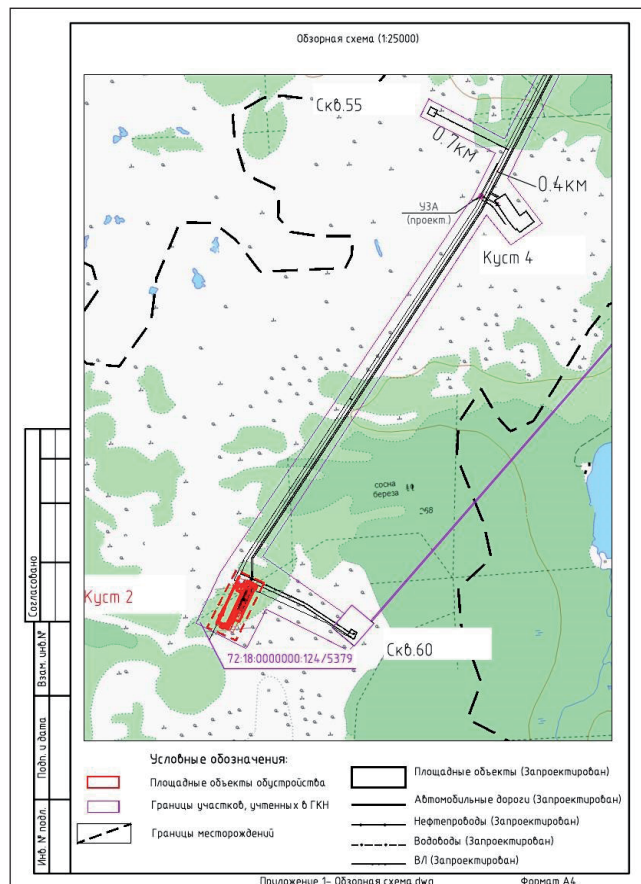 Обзорная схема (1:25000)
Скв.55
0.7КМ
0.4КМ
УЗА
(проект.)
Куст 4
сосна
береза
268
Куст 2
Скв.60
72:18:0000000:124/5379
Согласовано
Взам. инв.№
Подп. и дата
Инв. № подл.
Условные обозначения:
Площадные объекты обустройства
Границы участков, учтенных в ГКН
Границы месторождений
Площадные объекты (Запроектирован)
Автомобильные дороги (Запроектирован)
Нефтепроводы (Запроектирован)
Водоводы (Запроектирован)
ВЛ (Запроектирован)
Приложение 1- Обзорная схема.dwg
Формат А4